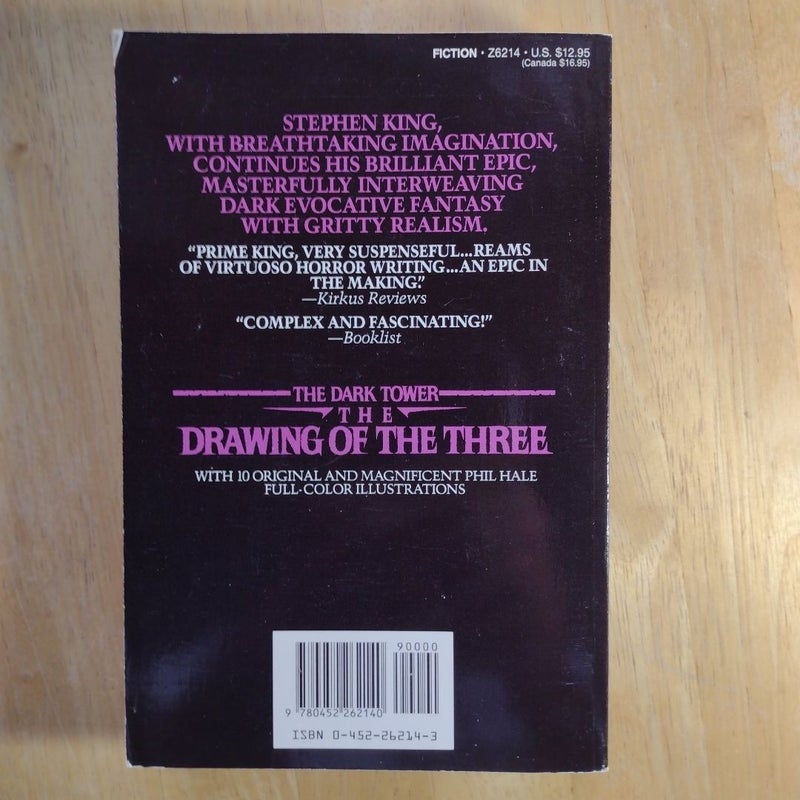 FICTION • Z6214 • U.S. $12.95
(Canada $16.95)
STEPHEN KING,
WITH BREATHTAKING IMAGINATION,
CONTINUES HIS BRILLIANT EPIC,
MASTERFULLY INTERWEAVING
DARK EVOCATIVE FANTASY
WITH GRITTY REALISM.
“PRIME KING, VERY SUSPENSEFUL...REAMS
OF VIRTUOSO HORROR WRITING...AN EPIC IN
THE MAKING.”
—Kirkus Reviews
“COMPLEX AND FASCINATING!”
—Booklist
THE DARK TOWER
THE
DRAWING OF THE THREE
WITH 10 ORIGINAL AND MAGNIFICENT PHIL HALE
FULL-COLOR ILLUSTRATIONS
90000
9 780452 262140
ISBN 0-452-26214-3